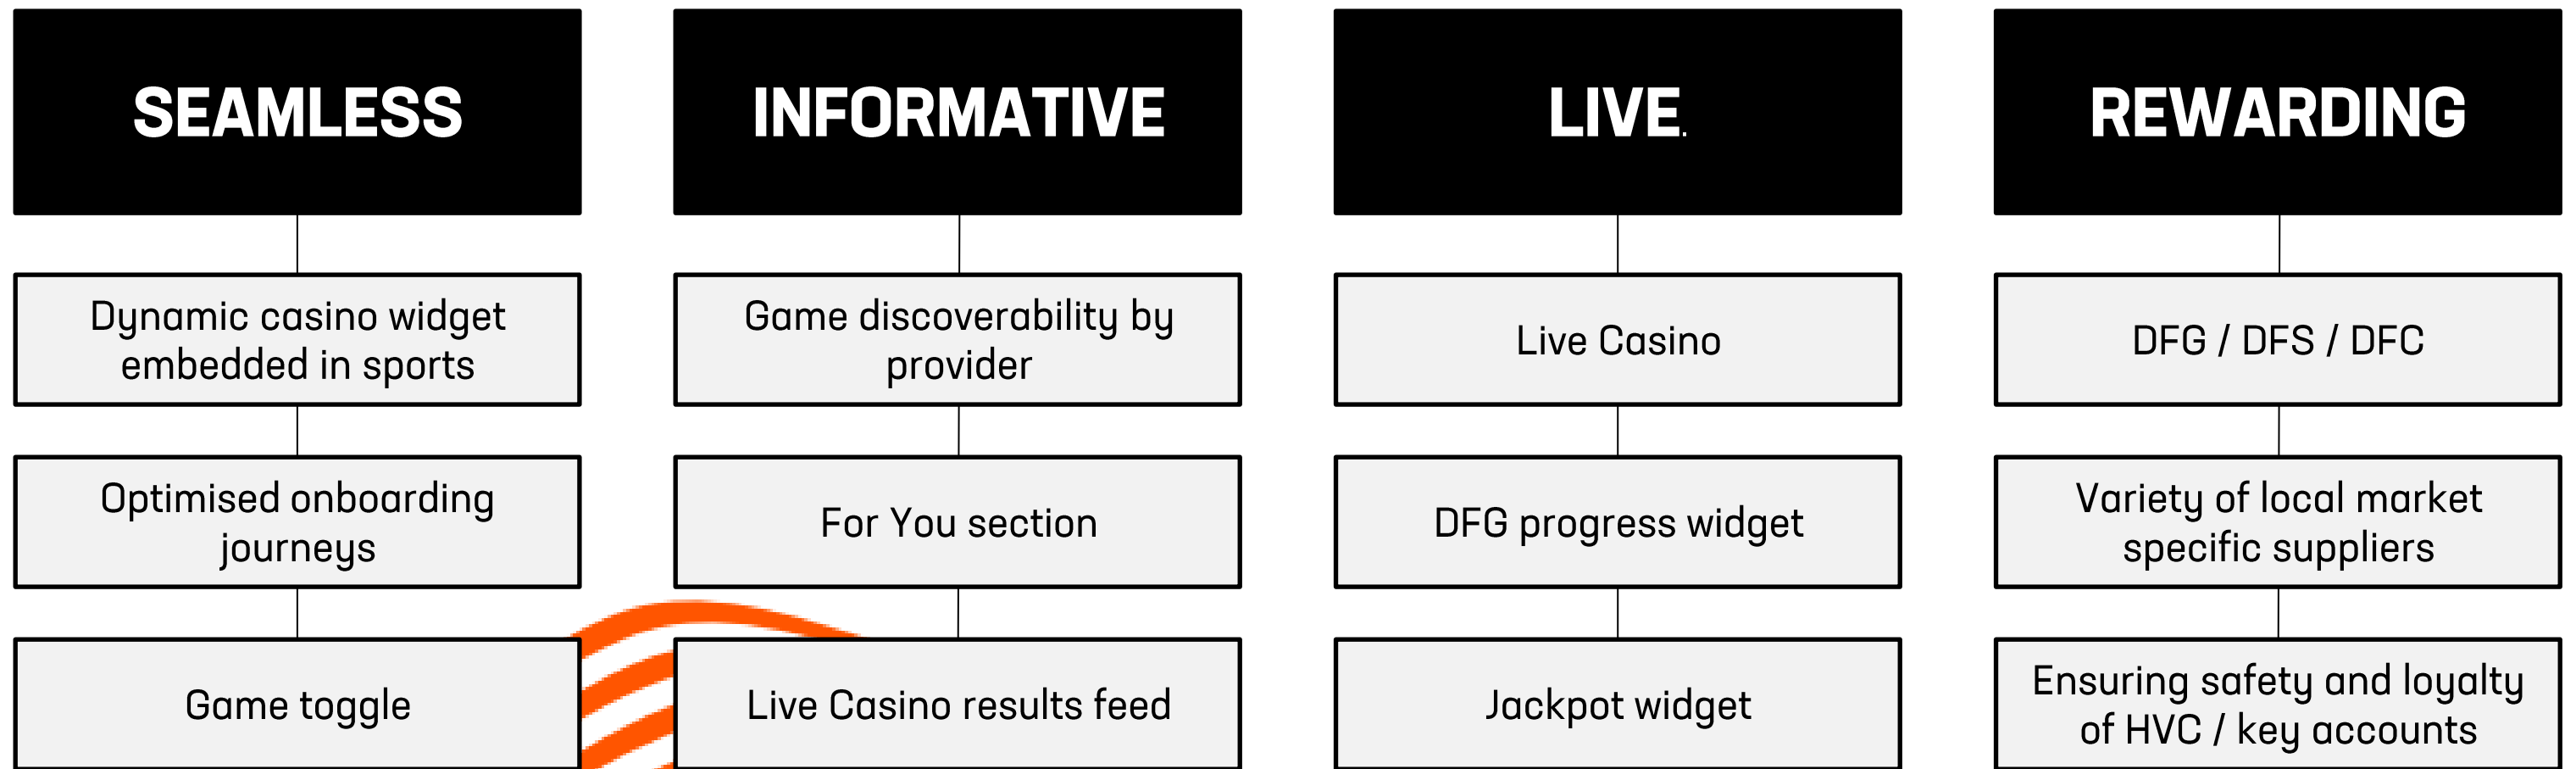 SEAMLESS
Dynamic casino widget
embedded in sports
Optimised onboarding
journeys
Game toggle
INFORMATIVE
Game discoverability by
provider
For You section
Live Casino results feed
LIVE.
Live Casino
DFG progress widget
Jackpot widget
REWARDING
DFG / DFS / DFC
Variety of local market
specific suppliers
Ensuring safety and loyalty
of HVC / key accounts